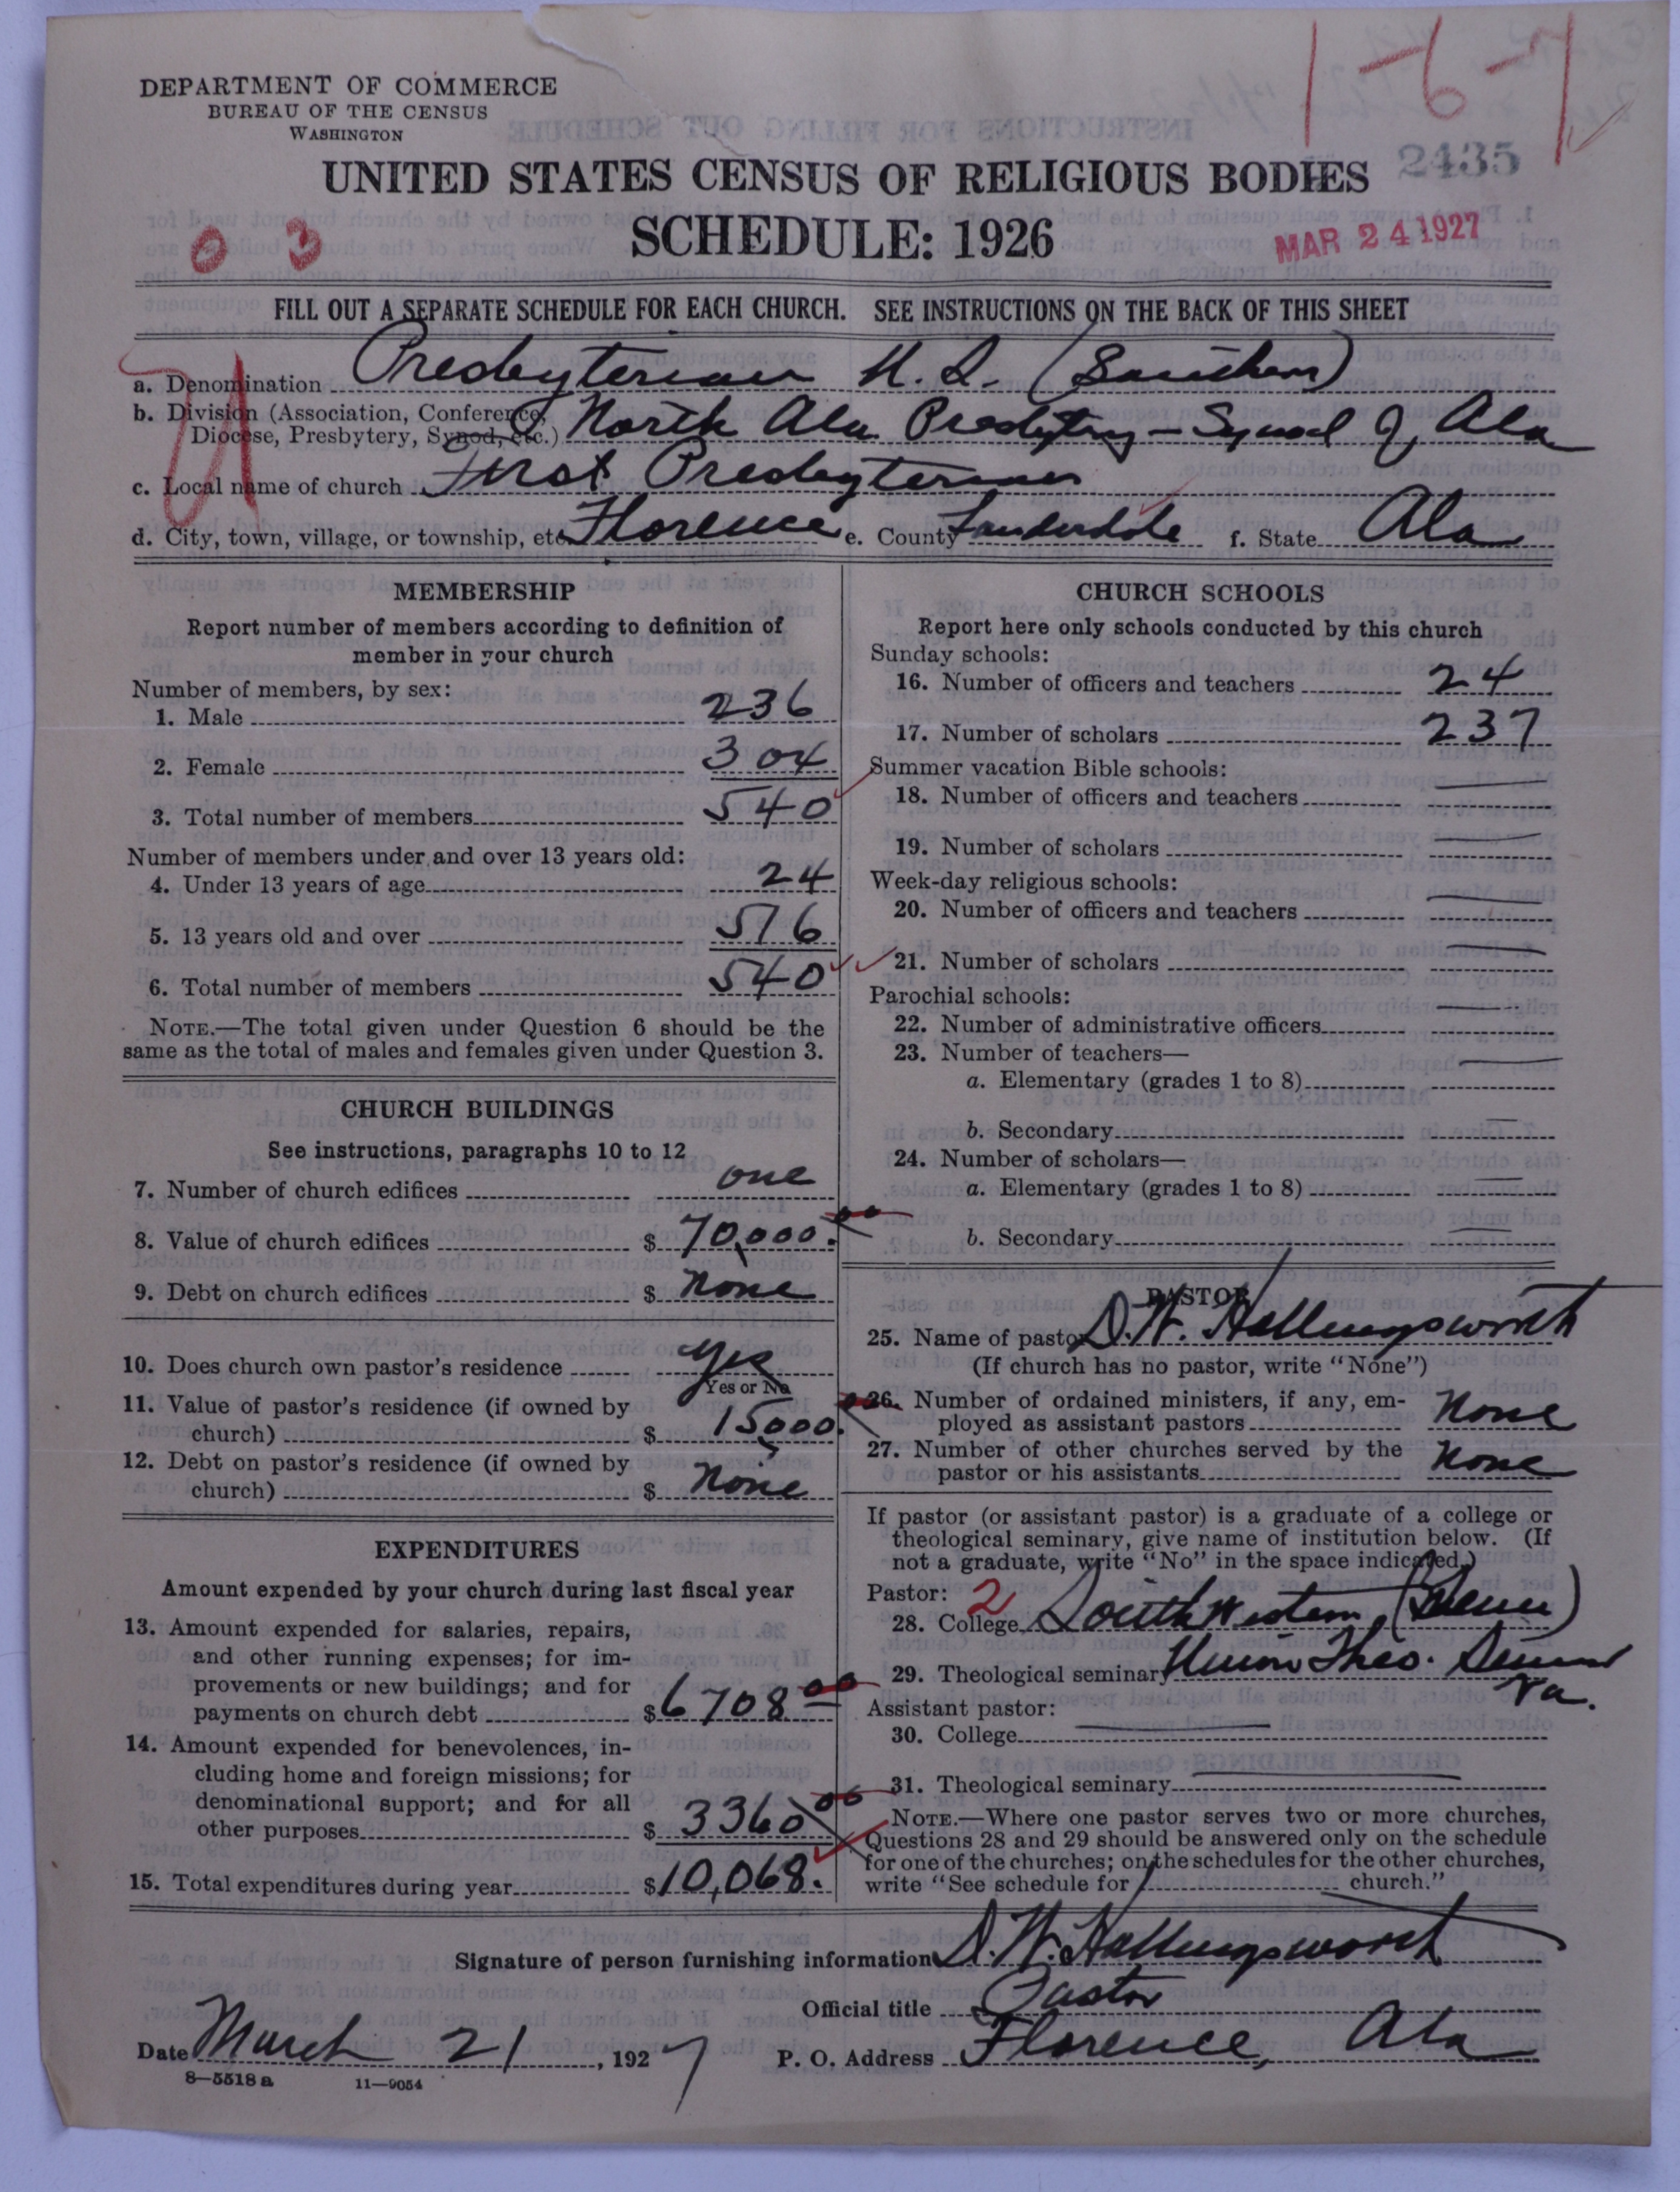 DEPARTMENT OF COMMERCE
BUREAU OF THE CENSUS
WASHINGTON
1-6-1
2435
UNITED STATES CENSUS OF RELIGIOUS BODIES
SCHEDULE: 1926
0 3
MAR 24 1927
FILL OUT A SEPARATE SCHEDULE FOR EACH CHURCH. SEE INSTRUCTIONS ON THE BACK OF THIS SHEET
a. Denomination Presbyterian U.S. (Southern)
b. Division (Association, Conference, Diocese, Presbytery, Synod, etc.) North Ala Presbytery - Synod of Ala
c. Local name of church First Presbyterian
d. City, town, village, or township, etc. Florence e. County Lauderdale f. State Ala
MEMBERSHIP
Report number of members according to definition of
member in your church
Number of members, by sex:
1. Male 236
2. Female 304
3. Total number of members 540
Number of members under and over 13 years old:
4. Under 13 years of age 24
5. 13 years old and over 516
6. Total number of members 540
NOTE.—The total given under Question 6 should be the
same as the total of males and females given under Question 3.
CHURCH BUILDINGS
See instructions, paragraphs 10 to 12
7. Number of church edifices one
8. Value of church edifices $ 70,000.00
9. Debt on church edifices $ none
10. Does church own pastor's residence Yes
Yes or No
11. Value of pastor's residence (if owned by
church) $ 15,000.
12. Debt on pastor's residence (if owned by
church) $ none
EXPENDITURES
Amount expended by your church during last fiscal year
13. Amount expended for salaries, repairs,
and other running expenses; for im-
provements or new buildings; and for
payments on church debt $ 6708 00
14. Amount expended for benevolences, in-
cluding home and foreign missions; for
denominational support; and for all
other purposes $ 3360 00
15. Total expenditures during year $ 10,068.
CHURCH SCHOOLS
Report here only schools conducted by this church
Sunday schools:
16. Number of officers and teachers 24
17. Number of scholars 237
Summer vacation Bible schools:
18. Number of officers and teachers
19. Number of scholars
Week-day religious schools:
20. Number of officers and teachers
21. Number of scholars
Parochial schools:
22. Number of administrative officers
23. Number of teachers—
a. Elementary (grades 1 to 8)
b. Secondary
24. Number of scholars—
a. Elementary (grades 1 to 8)
b. Secondary
PASTOR
25. Name of pastor D. W. Hollingsworth
(If church has no pastor, write "None")
26. Number of ordained ministers, if any, em-
ployed as assistant pastors None
27. Number of other churches served by the
pastor or his assistants None
If pastor (or assistant pastor) is a graduate of a college or
theological seminary, give name of institution below. (If
not a graduate, write "No" in the space indicated.)
Pastor: 2
28. College SouthWestern
29. Theological seminary Union Theo.
Va.
Assistant pastor:
30. College
31. Theological seminary
NOTE.—Where one pastor serves two or more churches,
Questions 28 and 29 should be answered only on the schedule
for one of the churches; on the schedules for the other churches,
write "See schedule for church."
Signature of person furnishing information D. W. Hollingsworth
Official title Pastor
Date March 21, 1927 P. O. Address Florence, Ala
8—5518 a 11—9054